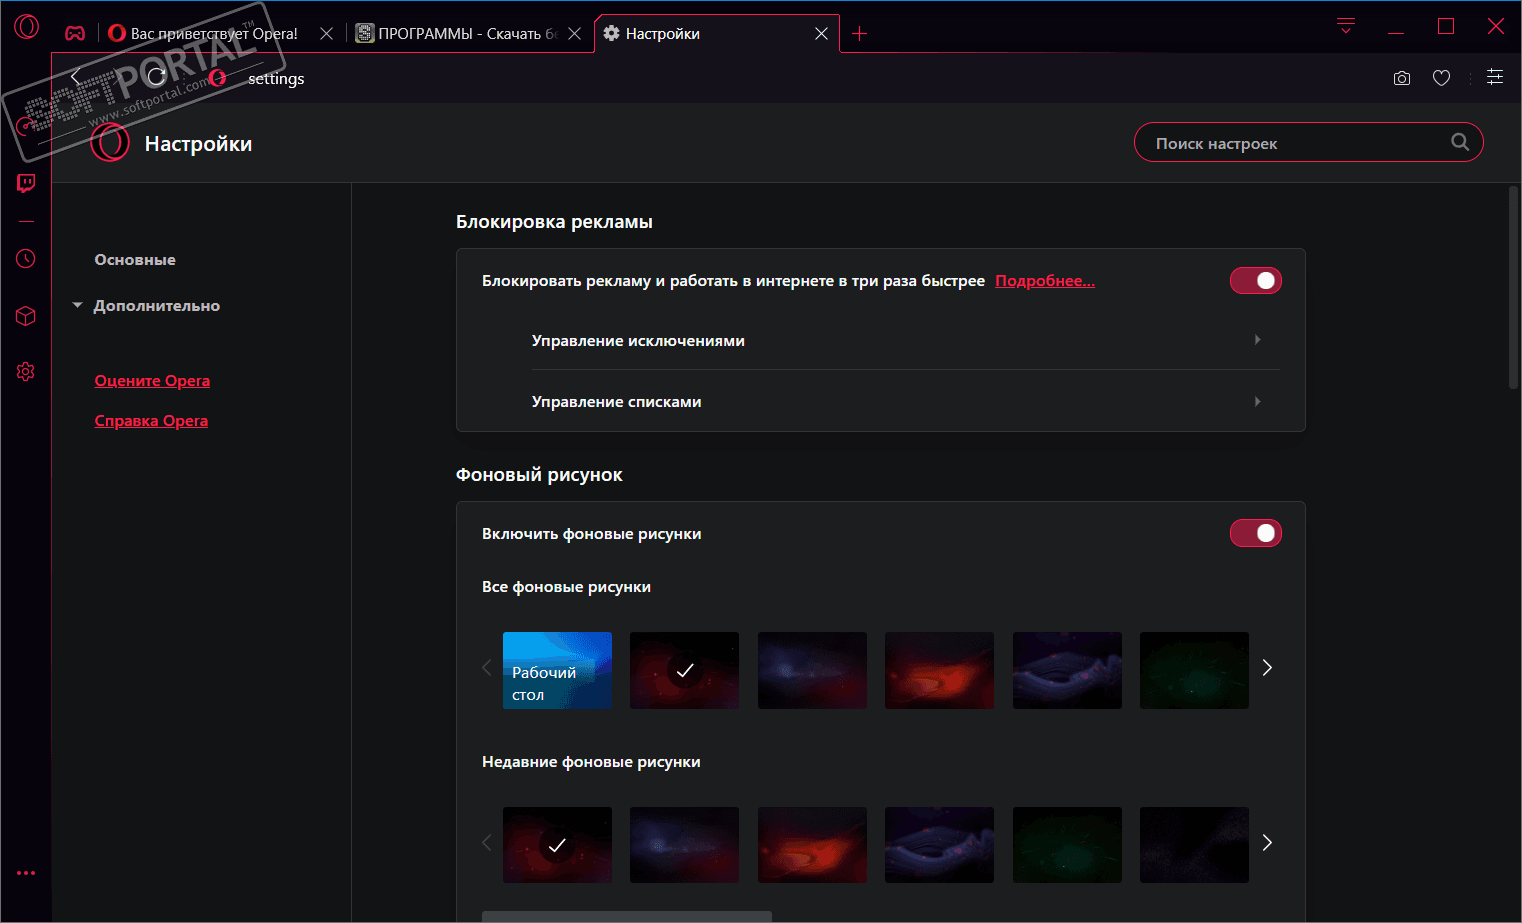 Вас приветствует Opera!
ПРОГРАММЫ - Скачать бе
Настройки
settings
SOFTPORTAL™
www.softportal.com
Настройки
Поиск настроек
Основные
Дополнительно
Оцените Opera
Справка Opera
Блокировка рекламы
Блокировать рекламу и работать в интернете в три раза быстрее Подробнее...
Управление исключениями
Управление списками
Фоновый рисунок
Включить фоновые рисунки
Все фоновые рисунки
Рабочий
стол
Недавние фоновые рисунки